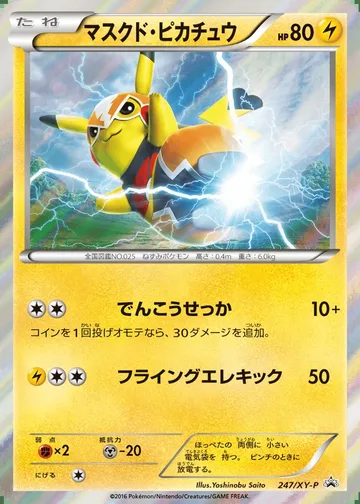 たね マスクド・ピカチュウ HP80
全国図鑑NO.025 ねずみポケモン 高さ：0.4m 重さ：6.0kg
でんこうせっか 10+
コインを1回投げオモテなら、30ダメージを追加。
フライングエレキック 50
弱点 ×2 抵抗力 -20
にげる
ほっぺたの 両側に 小さい
電気袋を 持つ。 ピンチのときに
放電する。
Illus.Yoshinobu Saito 247/XY-P
©2016 Pokémon/Nintendo/Creatures/GAME FREAK.